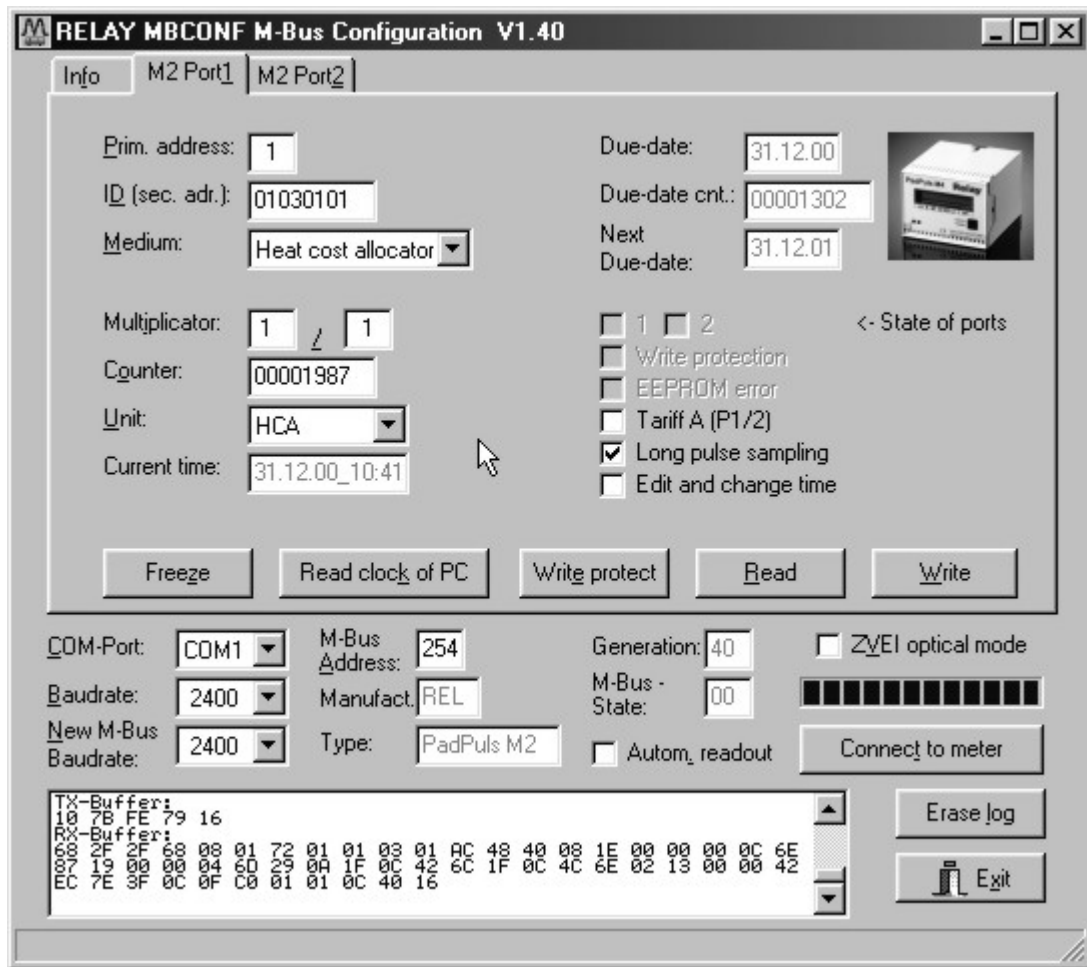 RELAY MBCONF M-Bus Configuration V1.40
Info M2 Port1 M2 Port2
Prim. address: 1
ID (sec. adr.): 01030101
Medium: Heat cost allocator
Due-date: 31.12.00
Due-date cnt.: 00001302
Next
Due-date: 31.12.01
PadPuls M4 Relay
Multiplicator: 1 / 1
Counter: 00001987
Unit: HCA
Current time: 31.12.00_10:41
1 2 <- State of ports
Write protection
EEPROM error
Tariff A (P1/2)
Long pulse sampling
Edit and change time
Freeze Read clock of PC Write protect Read Write
COM-Port: COM1
Baudrate: 2400
New M-Bus
Baudrate: 2400
M-Bus
Address: 254
Manufact. REL
Type: PadPuls M2
Generation: 40
M-Bus -
State: 00
Autom. readout
ZVEI optical mode
Connect to meter
TX-Buffer:
10 7B FE 79 16
RX-Buffer:
68 2F 2F 68 08 01 72 01 01 03 01 AC 48 40 08 1E 00 00 00 0C 6E
87 19 00 00 04 6D 29 0A 1F 0C 42 6C 1F 0C 4C 6E 02 13 00 00 42
EC 7E 3F 0C 0F C0 01 01 0C 40 16
Erase log
Exit